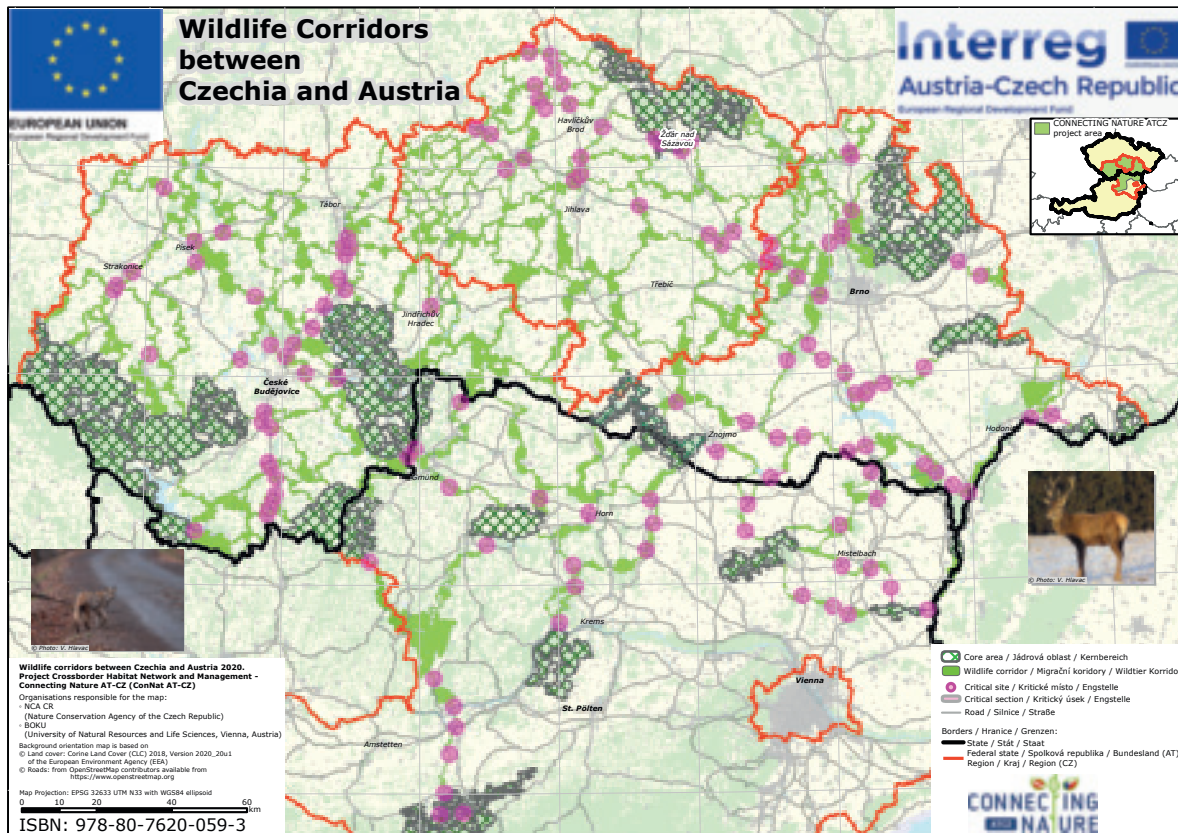 Wildlife Corridors
between
Czechia and Austria
EUROPEAN UNION
European Regional Development Fund
Interreg
EUROPEAN UNION
Austria-Czech Republic
European Regional Development Fund
CONNECTING NATURE ATCZ
project area
Havlíčkův
Brod
Žďár nad
Sázavou
Tábor
Jihlava
Písek
Strakonice
Třebíč
Brno
Jindřichův
Hradec
České
Budějovice
Znojmo
Hodonín
Gmünd
Horn
Mistelbach
Krems
Vienna
St. Pölten
Amstetten
© Photo: V. Hlavac
© Photo: V. Hlavac
Wildlife corridors between Czechia and Austria 2020.
Project Crossborder Habitat Network and Management -
Connecting Nature AT-CZ (ConNat AT-CZ)
Organisations responsible for the map:
- NCA CR
(Nature Conservation Agency of the Czech Republic)
- BOKU
(University of Natural Resources and Life Sciences, Vienna, Austria)
Background orientation map is based on
© Land cover: Corine Land Cover (CLC) 2018, Version 2020_20u1
of the European Environment Agency (EEA)
© Roads: from OpenStreetMap contributors available from
https://www.openstreetmap.org
Map Projection: EPSG 32633 UTM N33 with WGS84 ellipsoid
0 10 20 40 60
km
ISBN: 978-80-7620-059-3
Core area / Jádrová oblast / Kernbereich
Wildlife corridor / Migrační koridory / Wildtier Korridor
Critical site / Kritické místo / Engstelle
Critical section / Kritický úsek / Engstelle
Road / Silnice / Straße
Borders / Hranice / Grenzen:
State / Stát / Staat
Federal state / Spolková republika / Bundesland (AT)
Region / Kraj / Region (CZ)
CONNECTING
NATURE